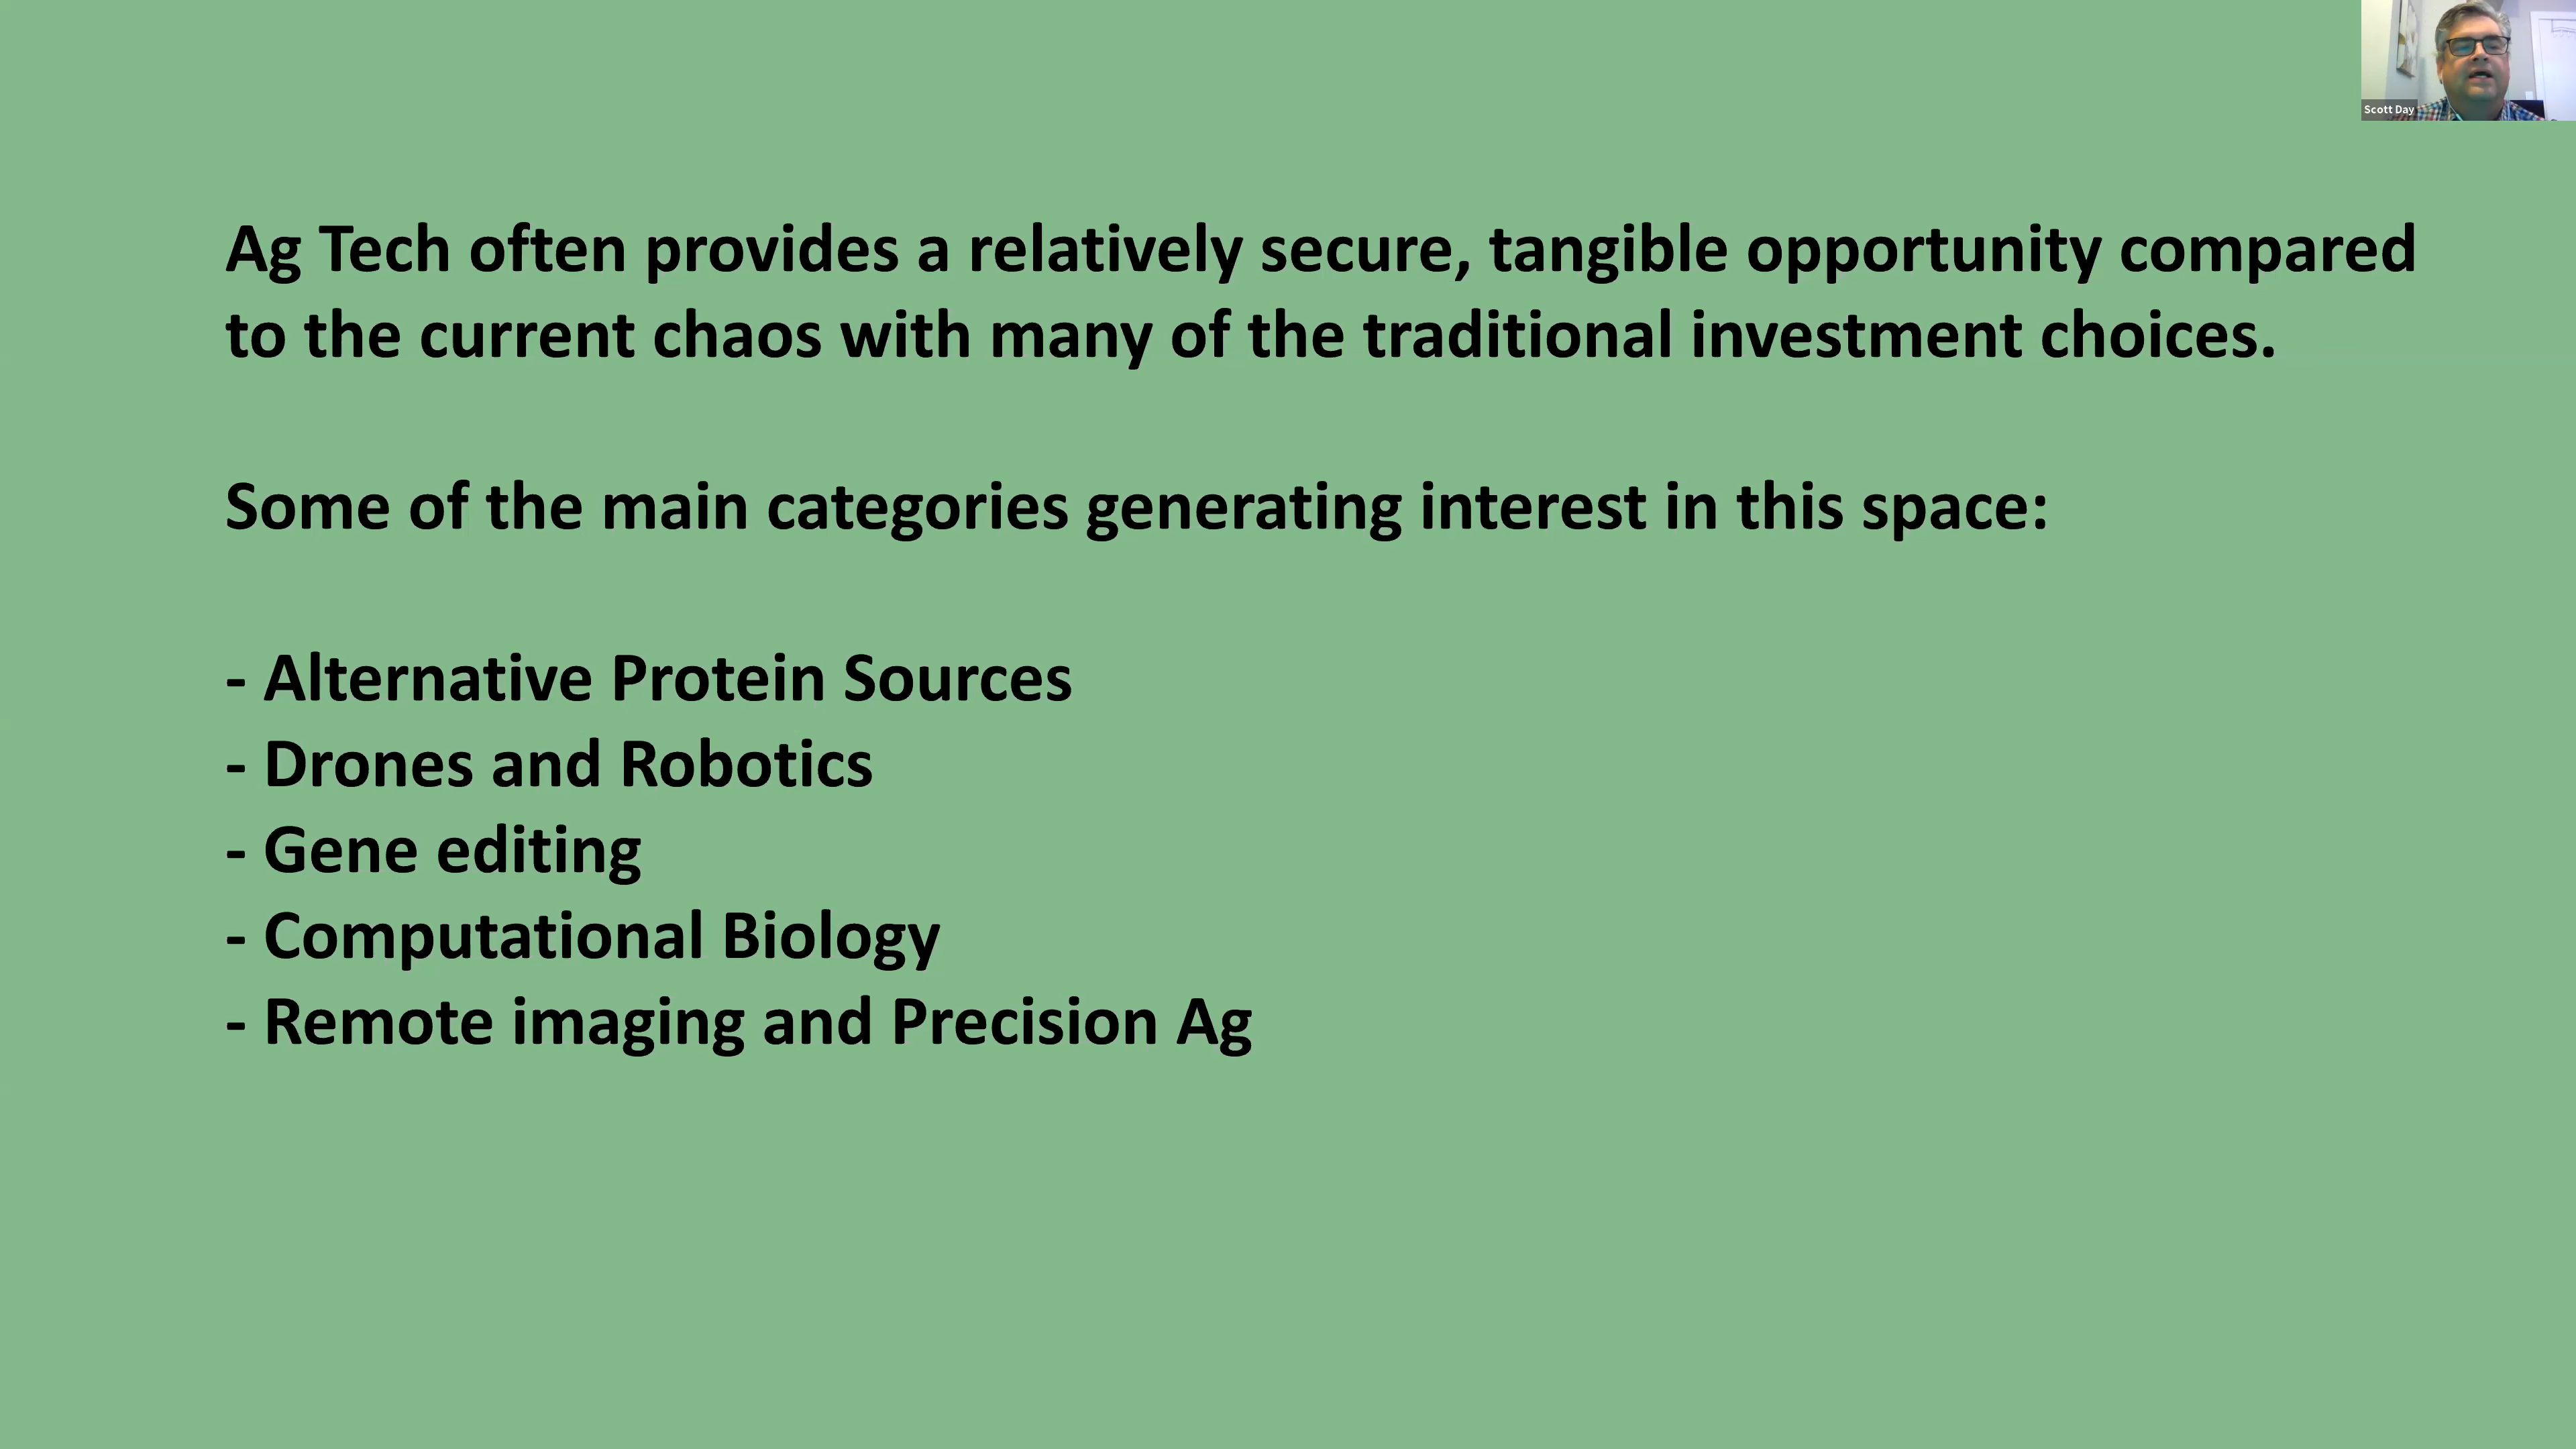 Scott Day
Ag Tech often provides a relatively secure, tangible opportunity compared
to the current chaos with many of the traditional investment choices.
Some of the main categories generating interest in this space:
- Alternative Protein Sources
- Drones and Robotics
- Gene editing
- Computational Biology
- Remote imaging and Precision Ag